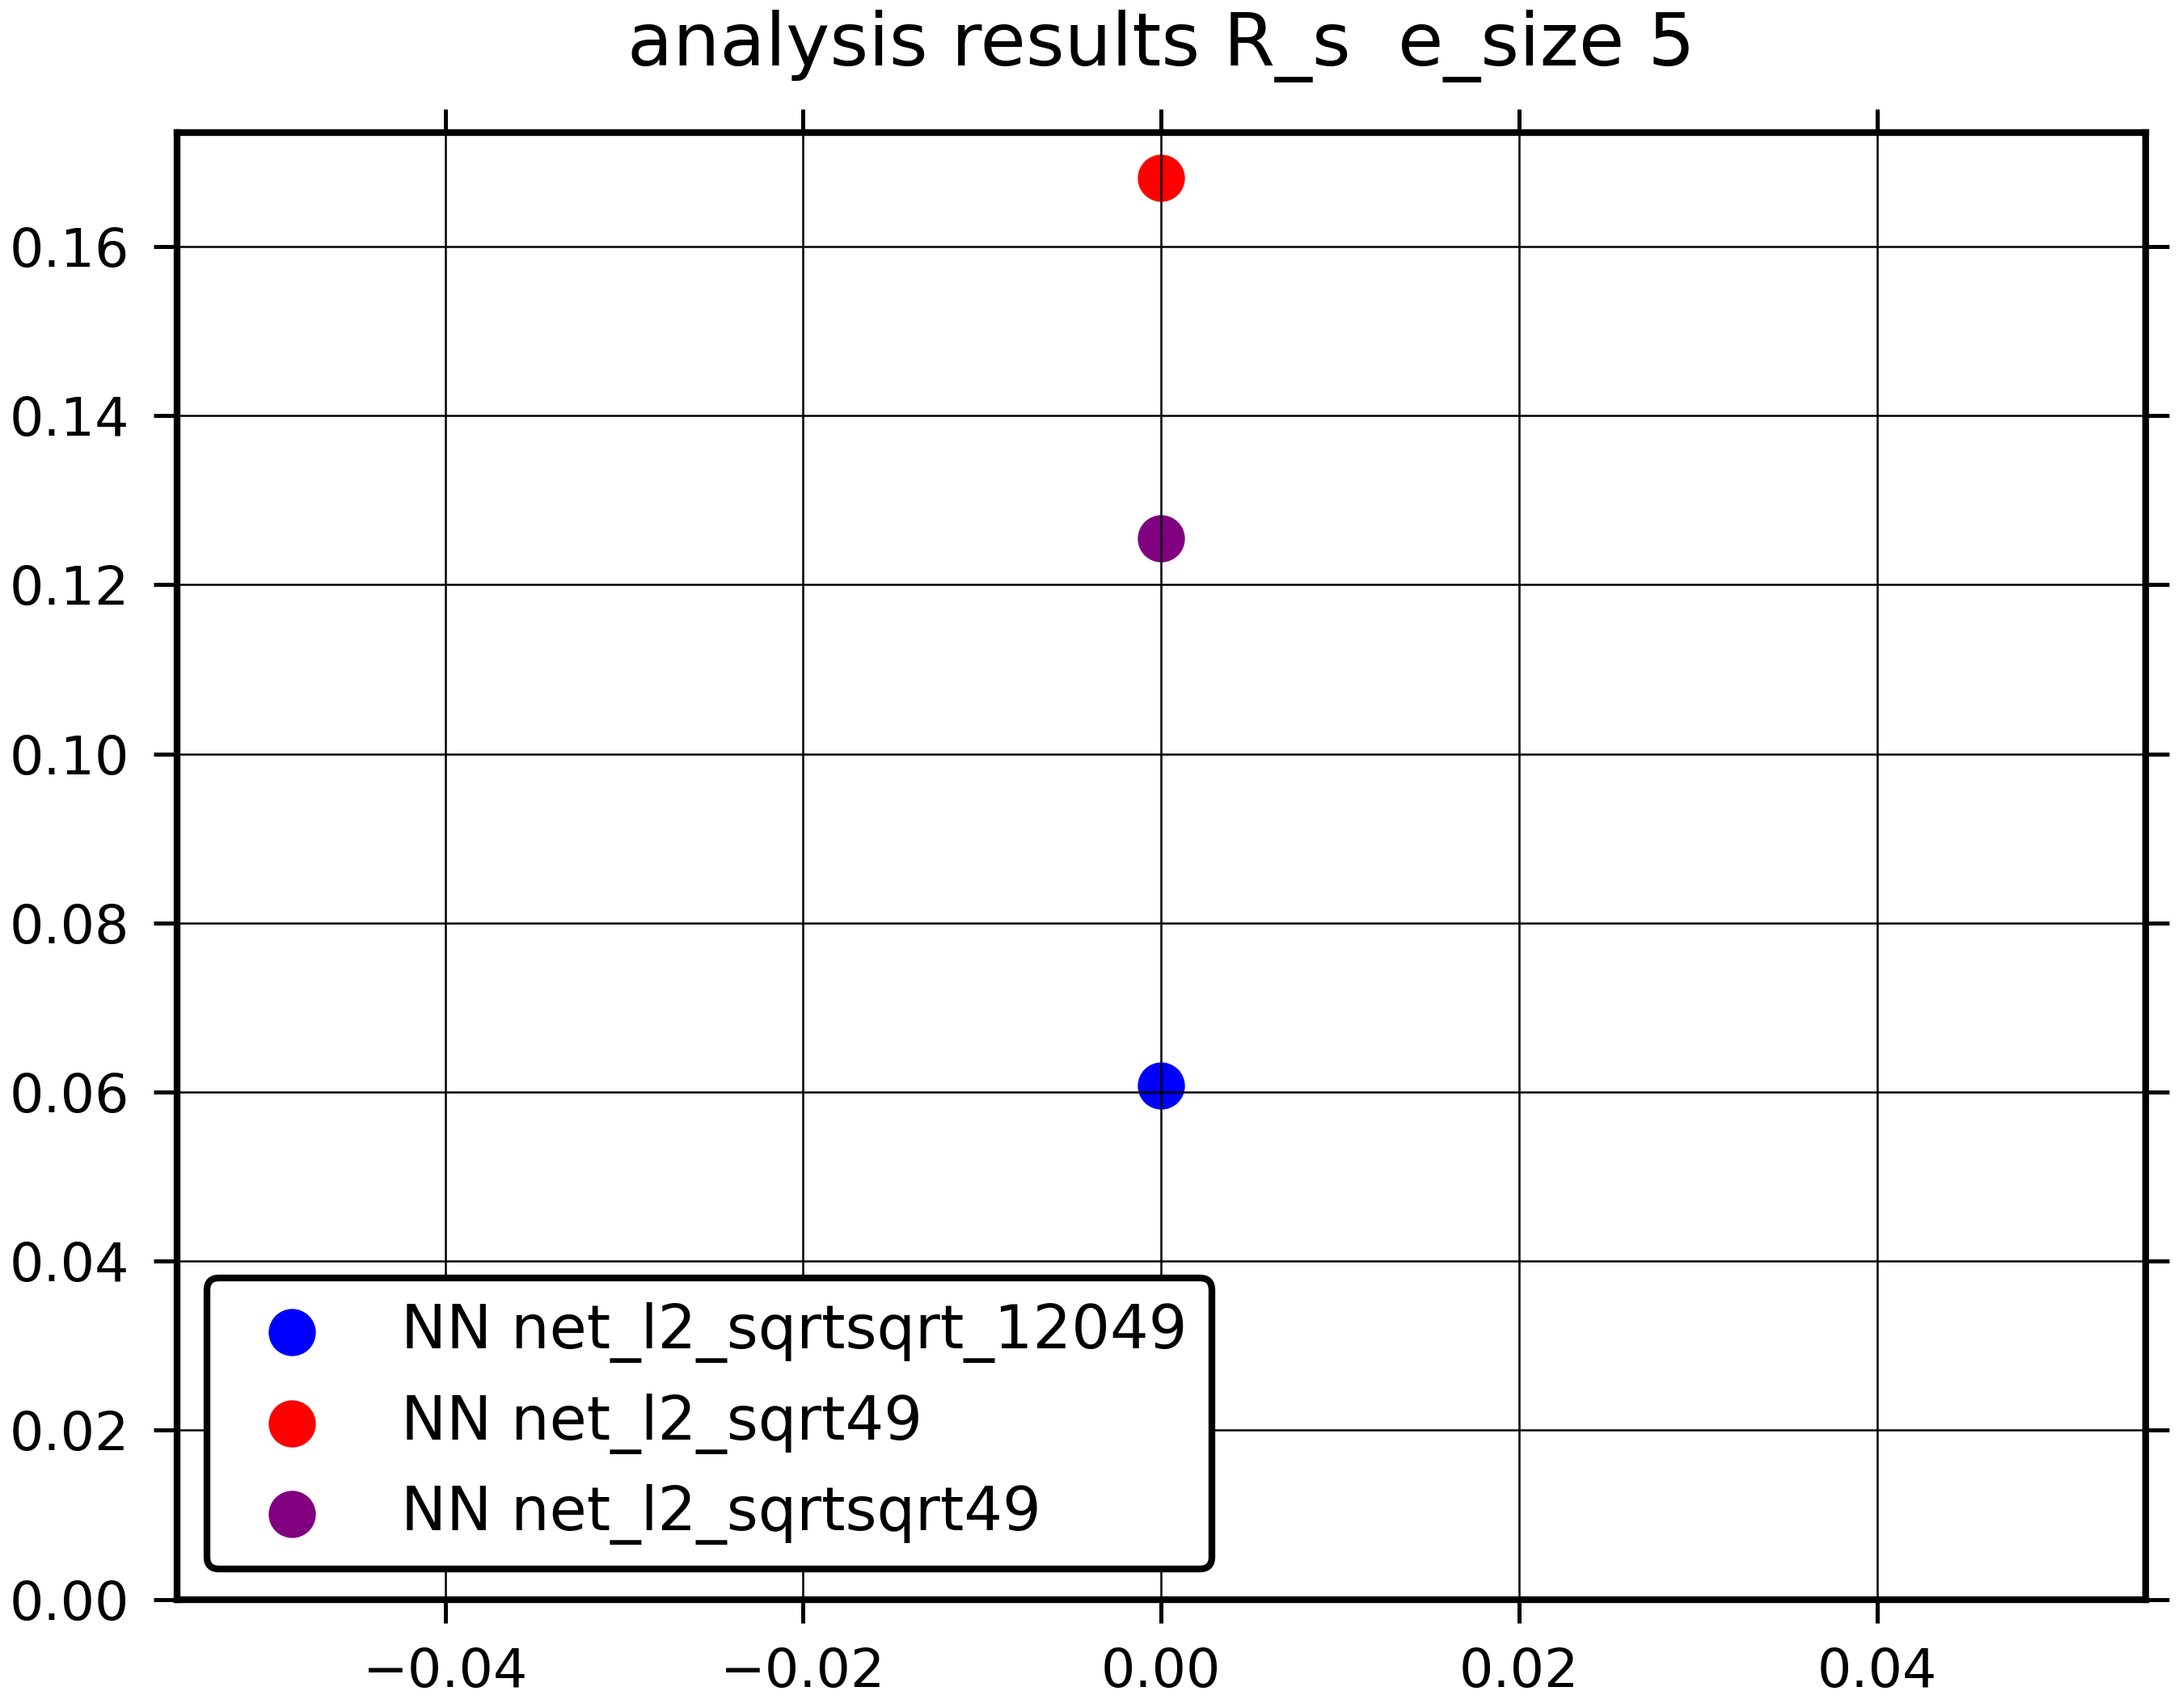 analysis results R_s  e_size 5
0.16
0.14
0.12
0.10
0.08
0.06
0.04
0.02
0.00
NN net_l2_sqrtsqrt_12049
NN net_l2_sqrt49
NN net_l2_sqrtsqrt49
−0.04 −0.02 0.00 0.02 0.04